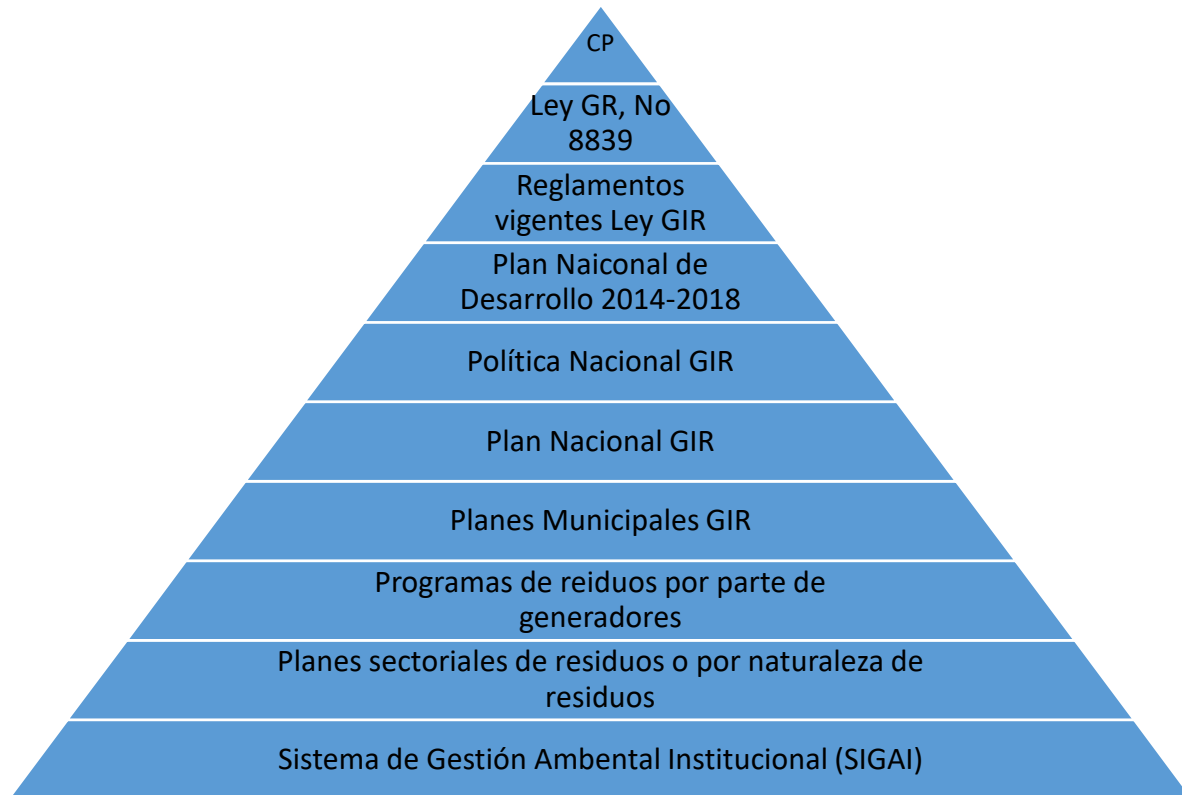 CP
Ley GR, No
8839
Reglamentos
vigentes Ley GIR
Plan Naiconal de
Desarrollo 2014-2018
Política Nacional GIR
Plan Nacional GIR
Planes Municipales GIR
Programas de reiduos por parte de
generadores
Planes sectoriales de residuos o por naturaleza de
residuos
Sistema de Gestión Ambental Institucional (SIGAI)